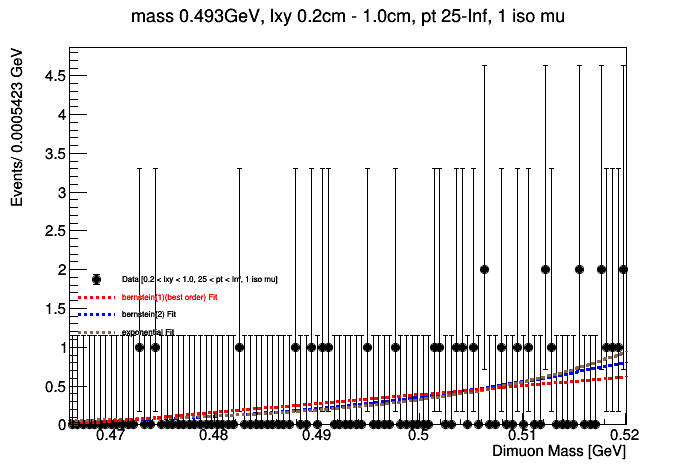 mass 0.493GeV, lxy 0.2cm - 1.0cm, pt 25-Inf, 1 iso mu
Events/ 0.0005423 GeV
4.5
4
3.5
3
2.5
2
1.5
1
0.5
0
Data [0.2 < lxy < 1.0, 25 < pt < Inf, 1 iso mu]
bernstein[1](best order) Fit
bernstein[2] Fit
exponential Fit
0.47 0.48 0.49 0.5 0.51 0.52
Dimuon Mass [GeV]